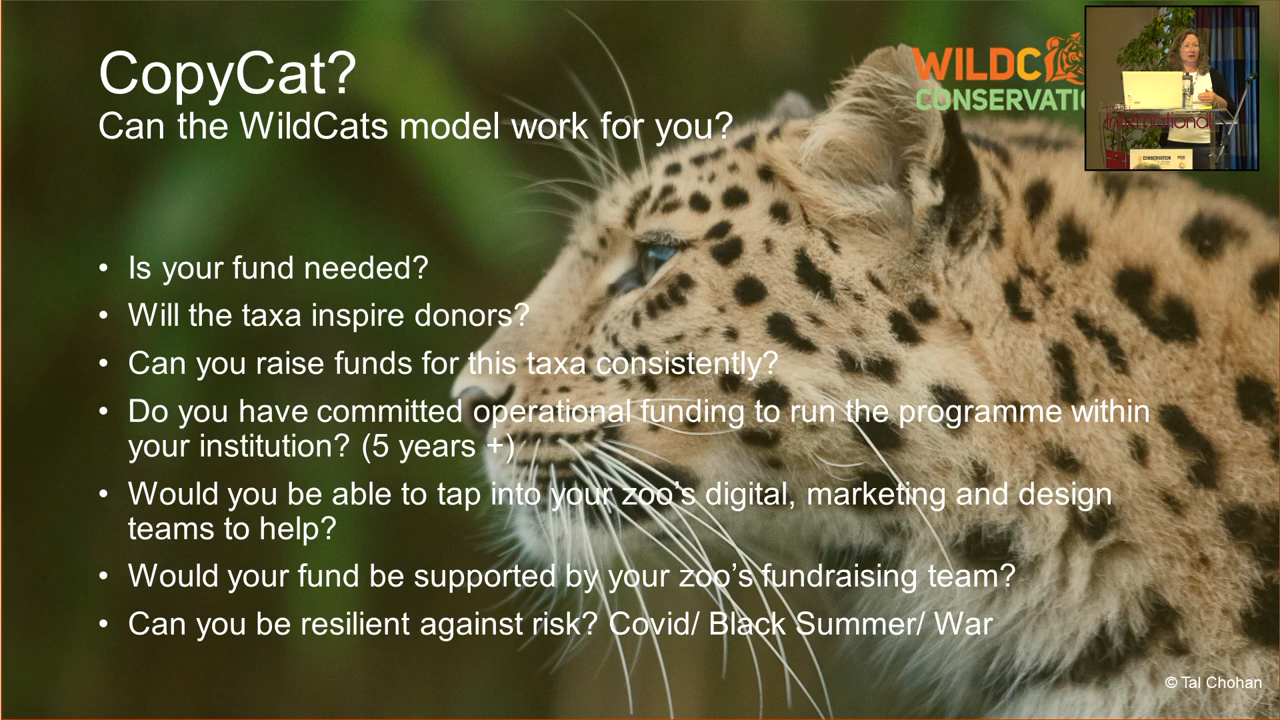 CopyCat?
Can the WildCats model work for you?
WILDC
CONSERVATI
international
CONSERVATION
• Is your fund needed?
• Will the taxa inspire donors?
• Can you raise funds for this taxa consistently?
• Do you have committed operational funding to run the programme within
your institution? (5 years +)
• Would you be able to tap into your zoo’s digital, marketing and design
teams to help?
• Would your fund be supported by your zoo’s fundraising team?
• Can you be resilient against risk? Covid/ Black Summer/ War
© Tal Chohan